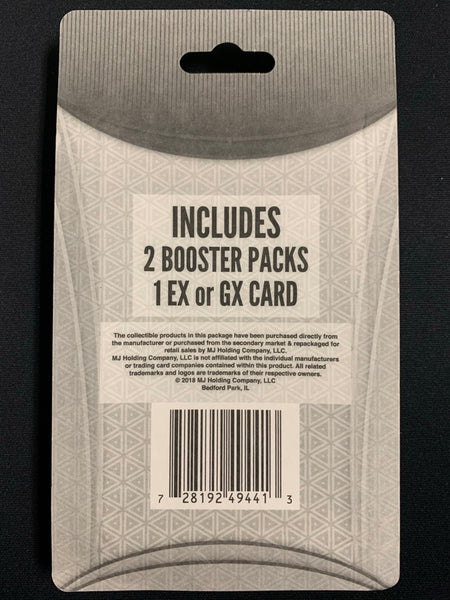 INCLUDES
2 BOOSTER PACKS
1 EX or GX CARD
The collectible products in this package have been purchased directly from
the manufacturer or purchased from the secondary market & repackaged for
retail sales by MJ Holding Company, LLC.
MJ Holding Company, LLC is not affiliated with the individual manufacturers
or trading card companies contained within this product. All related
trademarks and logos are trademarks of their respective owners.
© 2018 MJ Holding Company, LLC
Bedford Park, IL
7 28192 49441 3